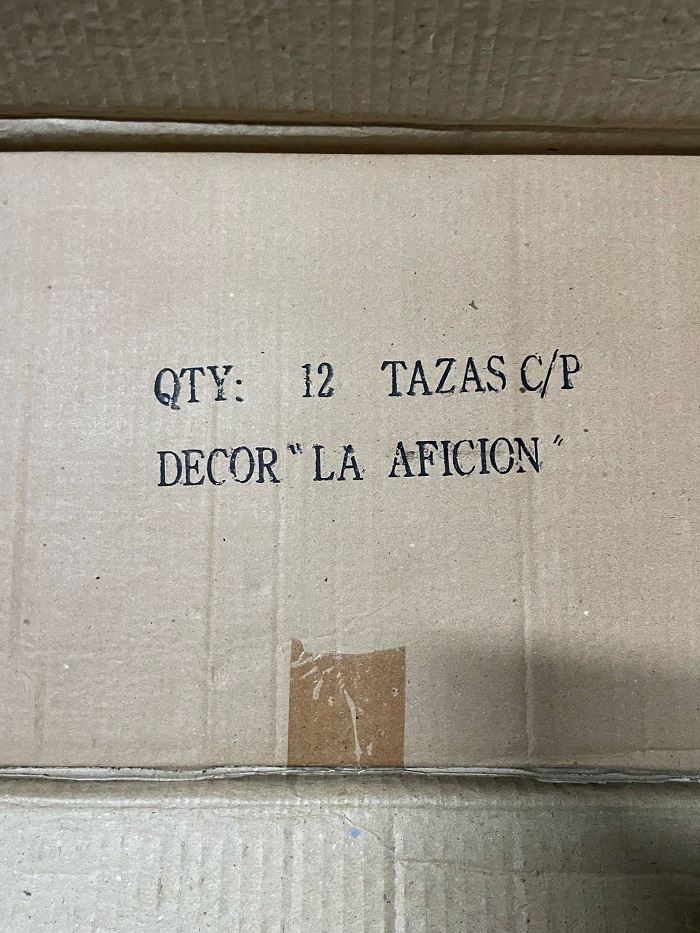 QTY: 12 TAZAS C/P
DECOR "LA AFICION"